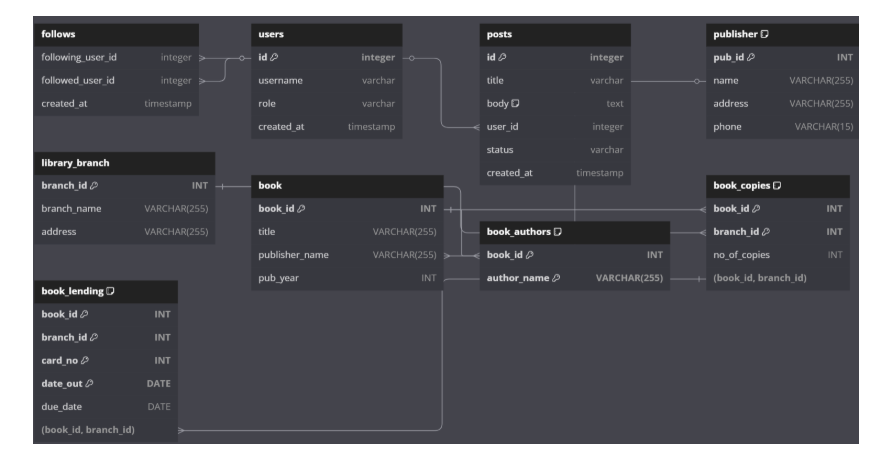 follows
following_user_id integer
followed_user_id integer
created_at timestamp
users
id integer
username varchar
role varchar
created_at timestamp
posts
id integer
title varchar
body text
user_id integer
status varchar
created_at timestamp
publisher
pub_id INT
name VARCHAR(255)
address VARCHAR(255)
phone VARCHAR(15)
library_branch
branch_id INT
branch_name VARCHAR(255)
address VARCHAR(255)
book
book_id INT
title VARCHAR(255)
publisher_name VARCHAR(255)
pub_year INT
book_authors
book_id INT
author_name VARCHAR(255)
book_copies
book_id INT
branch_id INT
no_of_copies INT
(book_id, branch_id)
book_lending
book_id INT
branch_id INT
card_no INT
date_out DATE
due_date DATE
(book_id, branch_id)